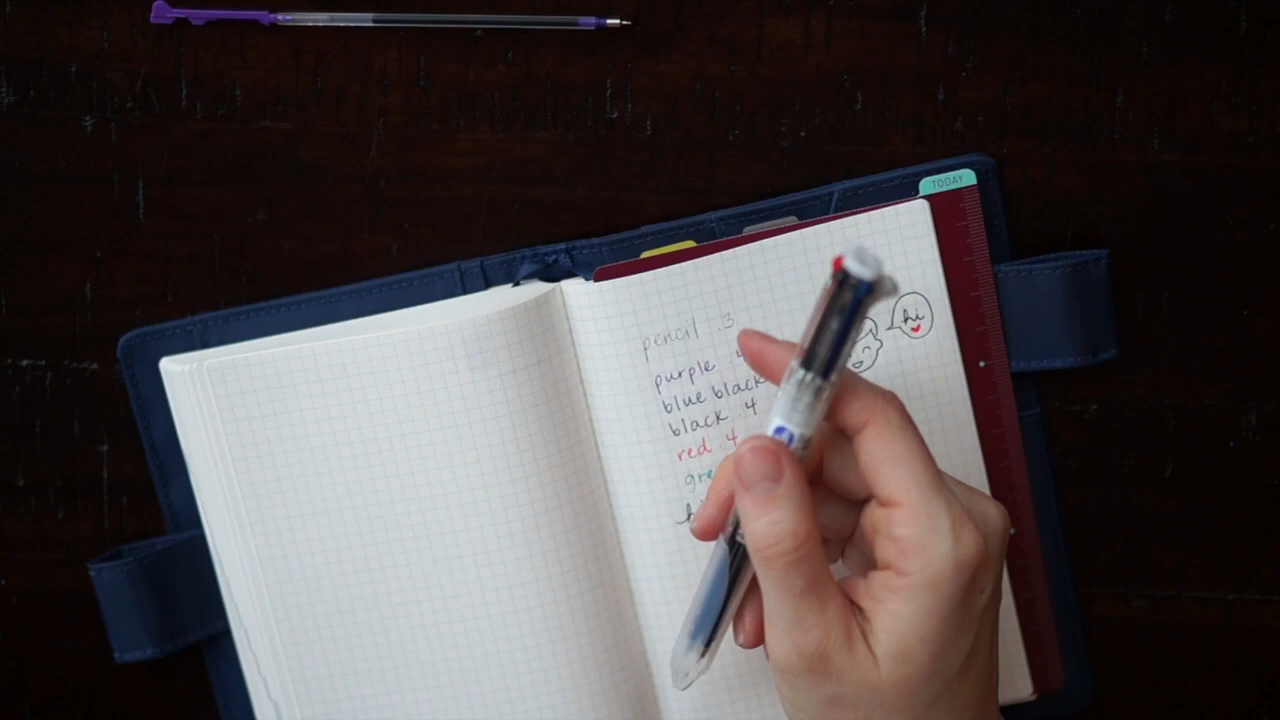 TODAY
hi
pencil .3
purple
blue black
black .4
red .4